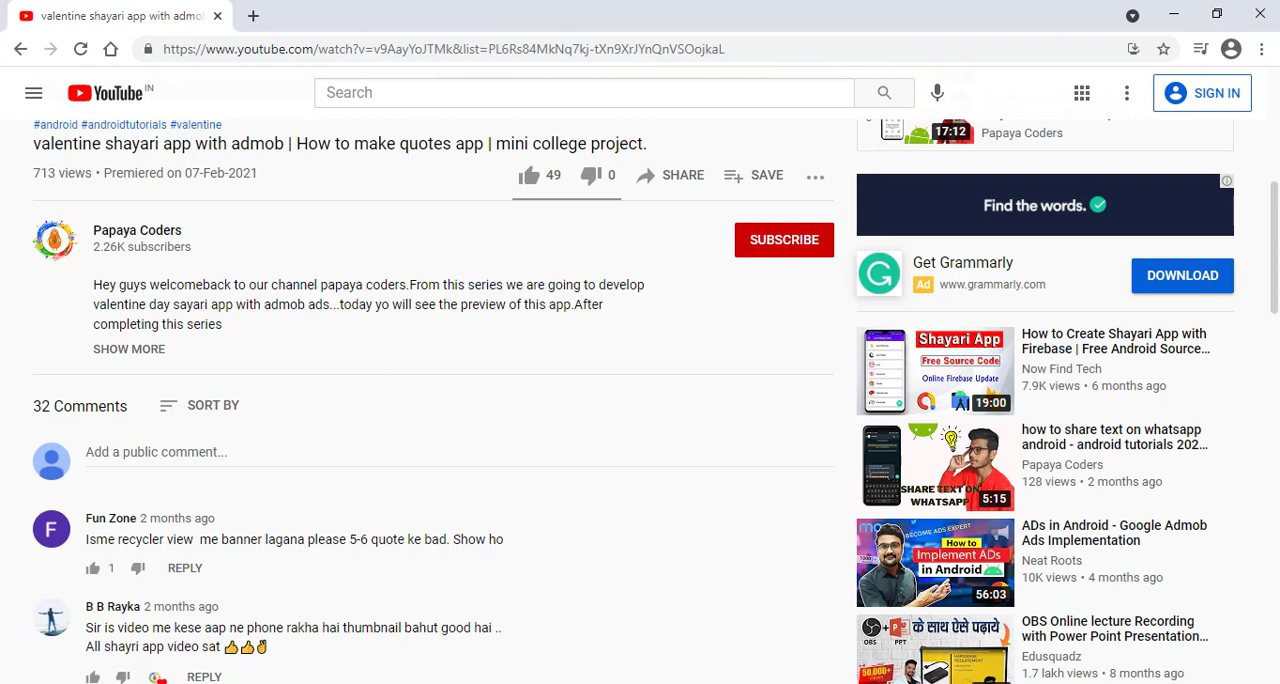 valentine shayari app with admo
https://www.youtube.com/watch?v=v9AayYoJTMk&list=PL6Rs84MkNq7kj-tXn9XrJYnQnVSOojkaL
YouTube IN
Search
SIGN IN
#android #androidtutorials #valentine
valentine shayari app with admob | How to make quotes app | mini college project.
713 views • Premiered on 07-Feb-2021
49
0
SHARE
SAVE
Papaya Coders
2.26K subscribers
SUBSCRIBE
Hey guys welcomeback to our channel papaya coders.From this series we are going to develop
valentine day sayari app with admob ads...today yo will see the preview of this app.After
completing this series
SHOW MORE
32 Comments
SORT BY
Add a public comment...
F
Fun Zone 2 months ago
Isme recycler view me banner lagana please 5-6 quote ke bad. Show ho
1
REPLY
B B Rayka 2 months ago
Sir is video me kese aap ne phone rakha hai thumbnail bahut good hai ..
All shayri app video sat 👍👍✌
REPLY
17:12
Papaya Coders
Find the words.
Get Grammarly
Ad www.grammarly.com
DOWNLOAD
Shayari App
Free Source Code
Online Firebase Update
19:00
How to Create Shayari App with
Firebase | Free Android Source...
Now Find Tech
7.9K views • 6 months ago
SHARE TEXT ON
WHATSAPP
5:15
how to share text on whatsapp
android - android tutorials 202...
Papaya Coders
128 views • 2 months ago
BECOME ADS EXPERT
How to
Implement ADs
in Android
56:03
ADs in Android - Google Admob
Ads Implementation
Neat Roots
10K views • 4 months ago
OBS
PPT
के साथ ऐसे पढ़ाये
50,000+
OBS Online lecture Recording
with Power Point Presentation...
Edusquadz
1.7 lakh views • 8 months ago